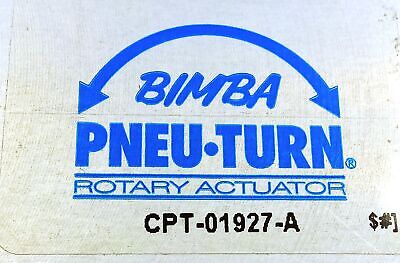 BIMBA
PNEU•TURN®
ROTARY ACTUATOR
CPT-01927-A $#]